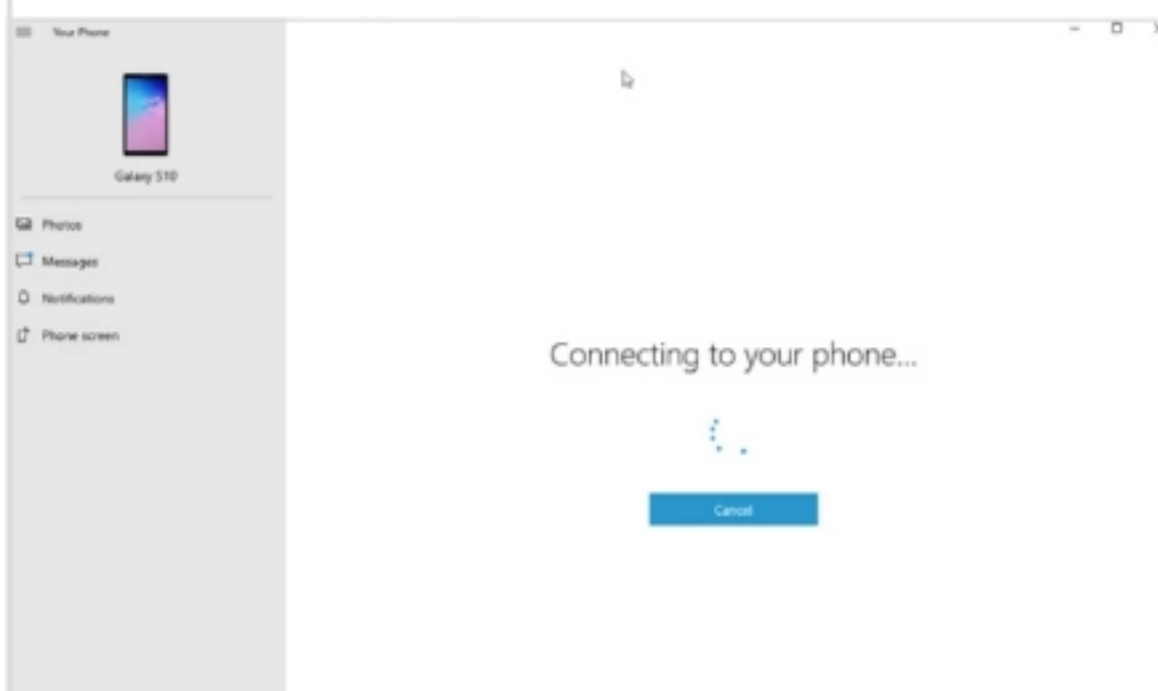 Your Phone
Galaxy S10
Photos
Messages
Notifications
Phone screen
Connecting to your phone...
Cancel